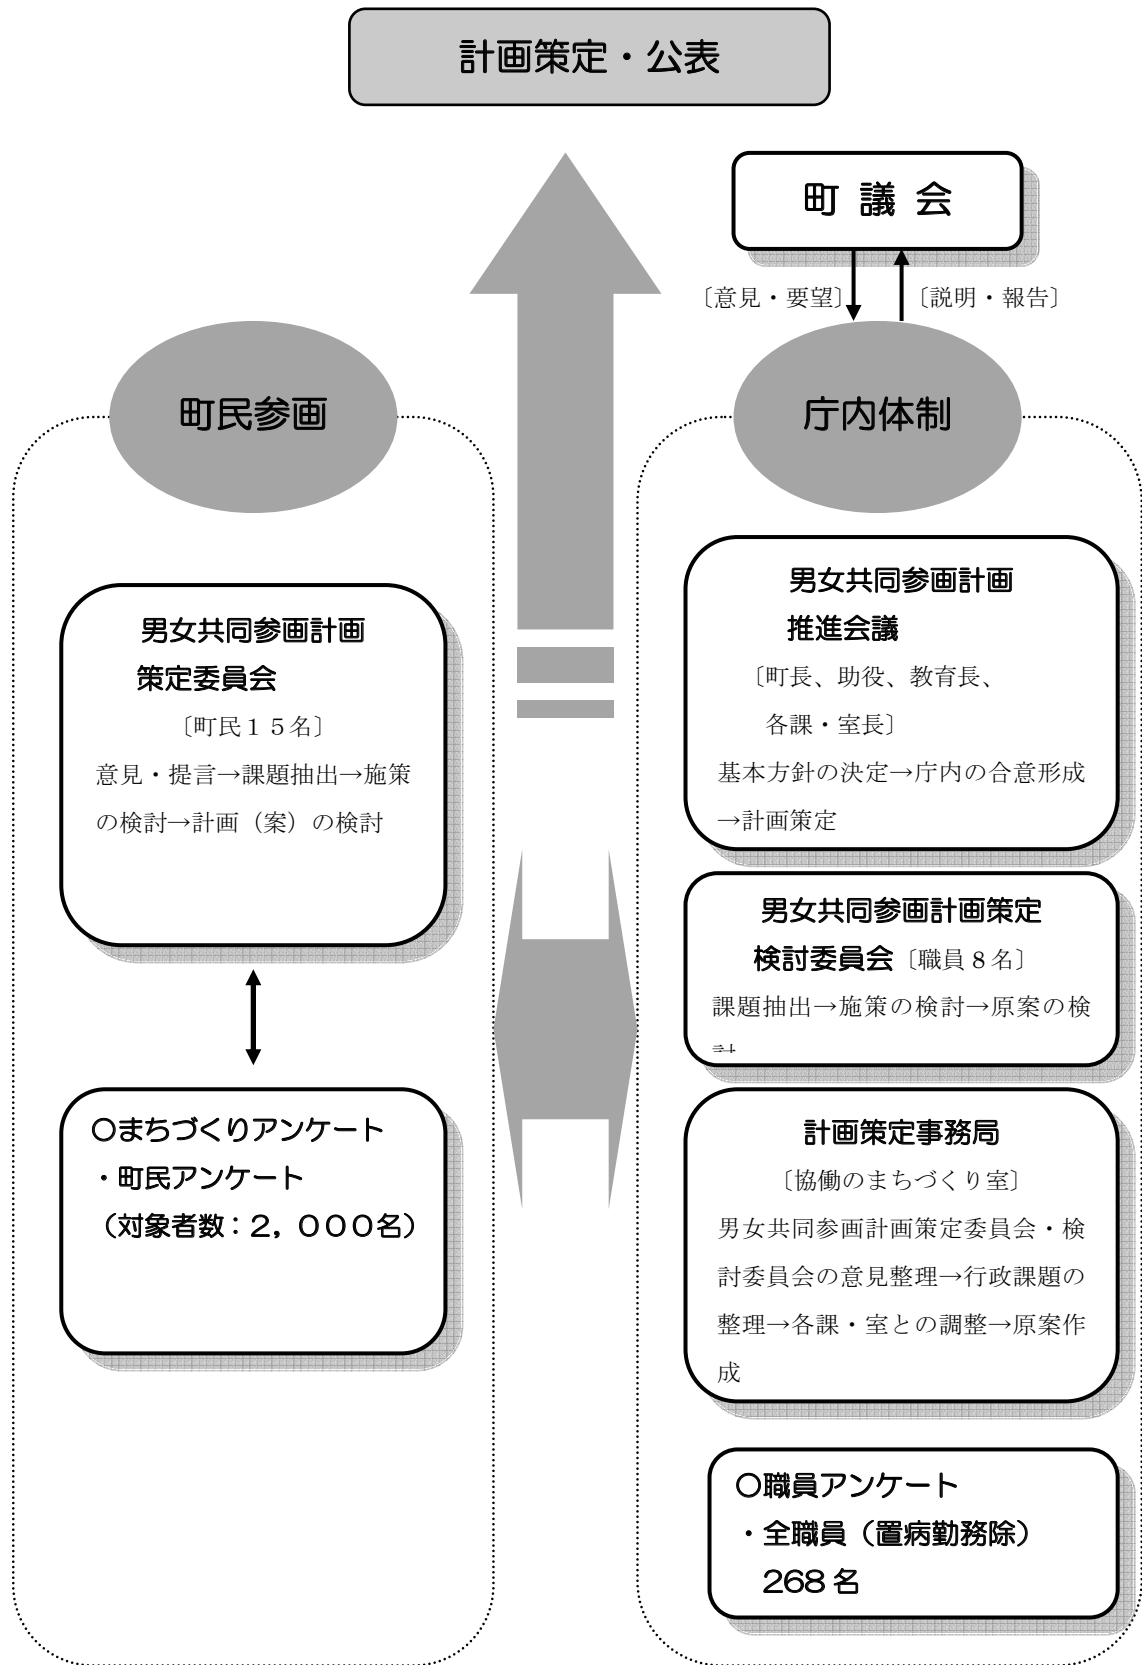 計画策定・公表
町 議 会
〔意見・要望〕
〔説明・報告〕
町民参画
男女共同参画計画
策定委員会
〔町民１５名〕
意見・提言→課題抽出→施策
の検討→計画（案）の検討
○まちづくりアンケート
・町民アンケート
（対象者数：２，０００名）
庁内体制
男女共同参画計画
推進会議
〔町長、助役、教育長、
各課・室長〕
基本方針の決定→庁内の合意形成
→計画策定
男女共同参画計画策定
検討委員会〔職員８名〕
課題抽出→施策の検討→原案の検
計画策定事務局
〔協働のまちづくり室〕
男女共同参画計画策定委員会・検
討委員会の意見整理→行政課題の
整理→各課・室との調整→原案作
成
○職員アンケート
・全職員（置病勤務除）
268 名